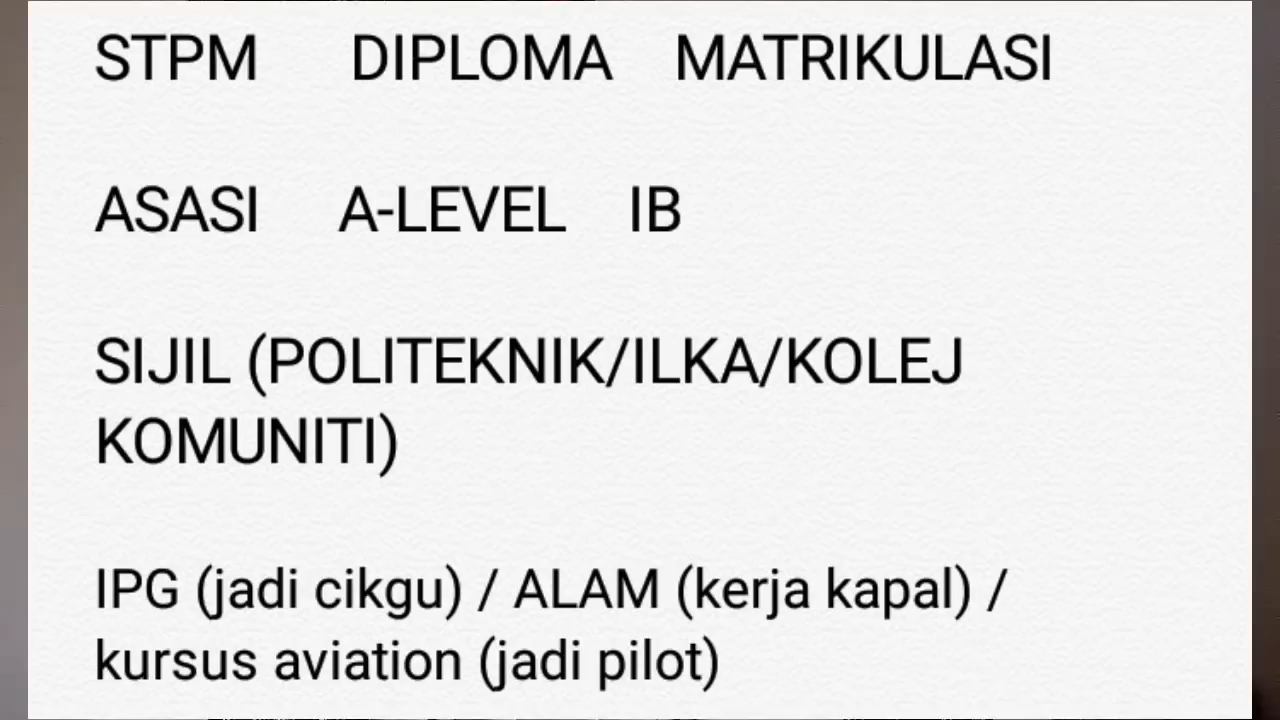 STPM DIPLOMA MATRIKULASI
ASASI A-LEVEL IB
SIJIL (POLITEKNIK/ILKA/KOLEJ
KOMUNITI)
IPG (jadi cikgu) / ALAM (kerja kapal) /
kursus aviation (jadi pilot)